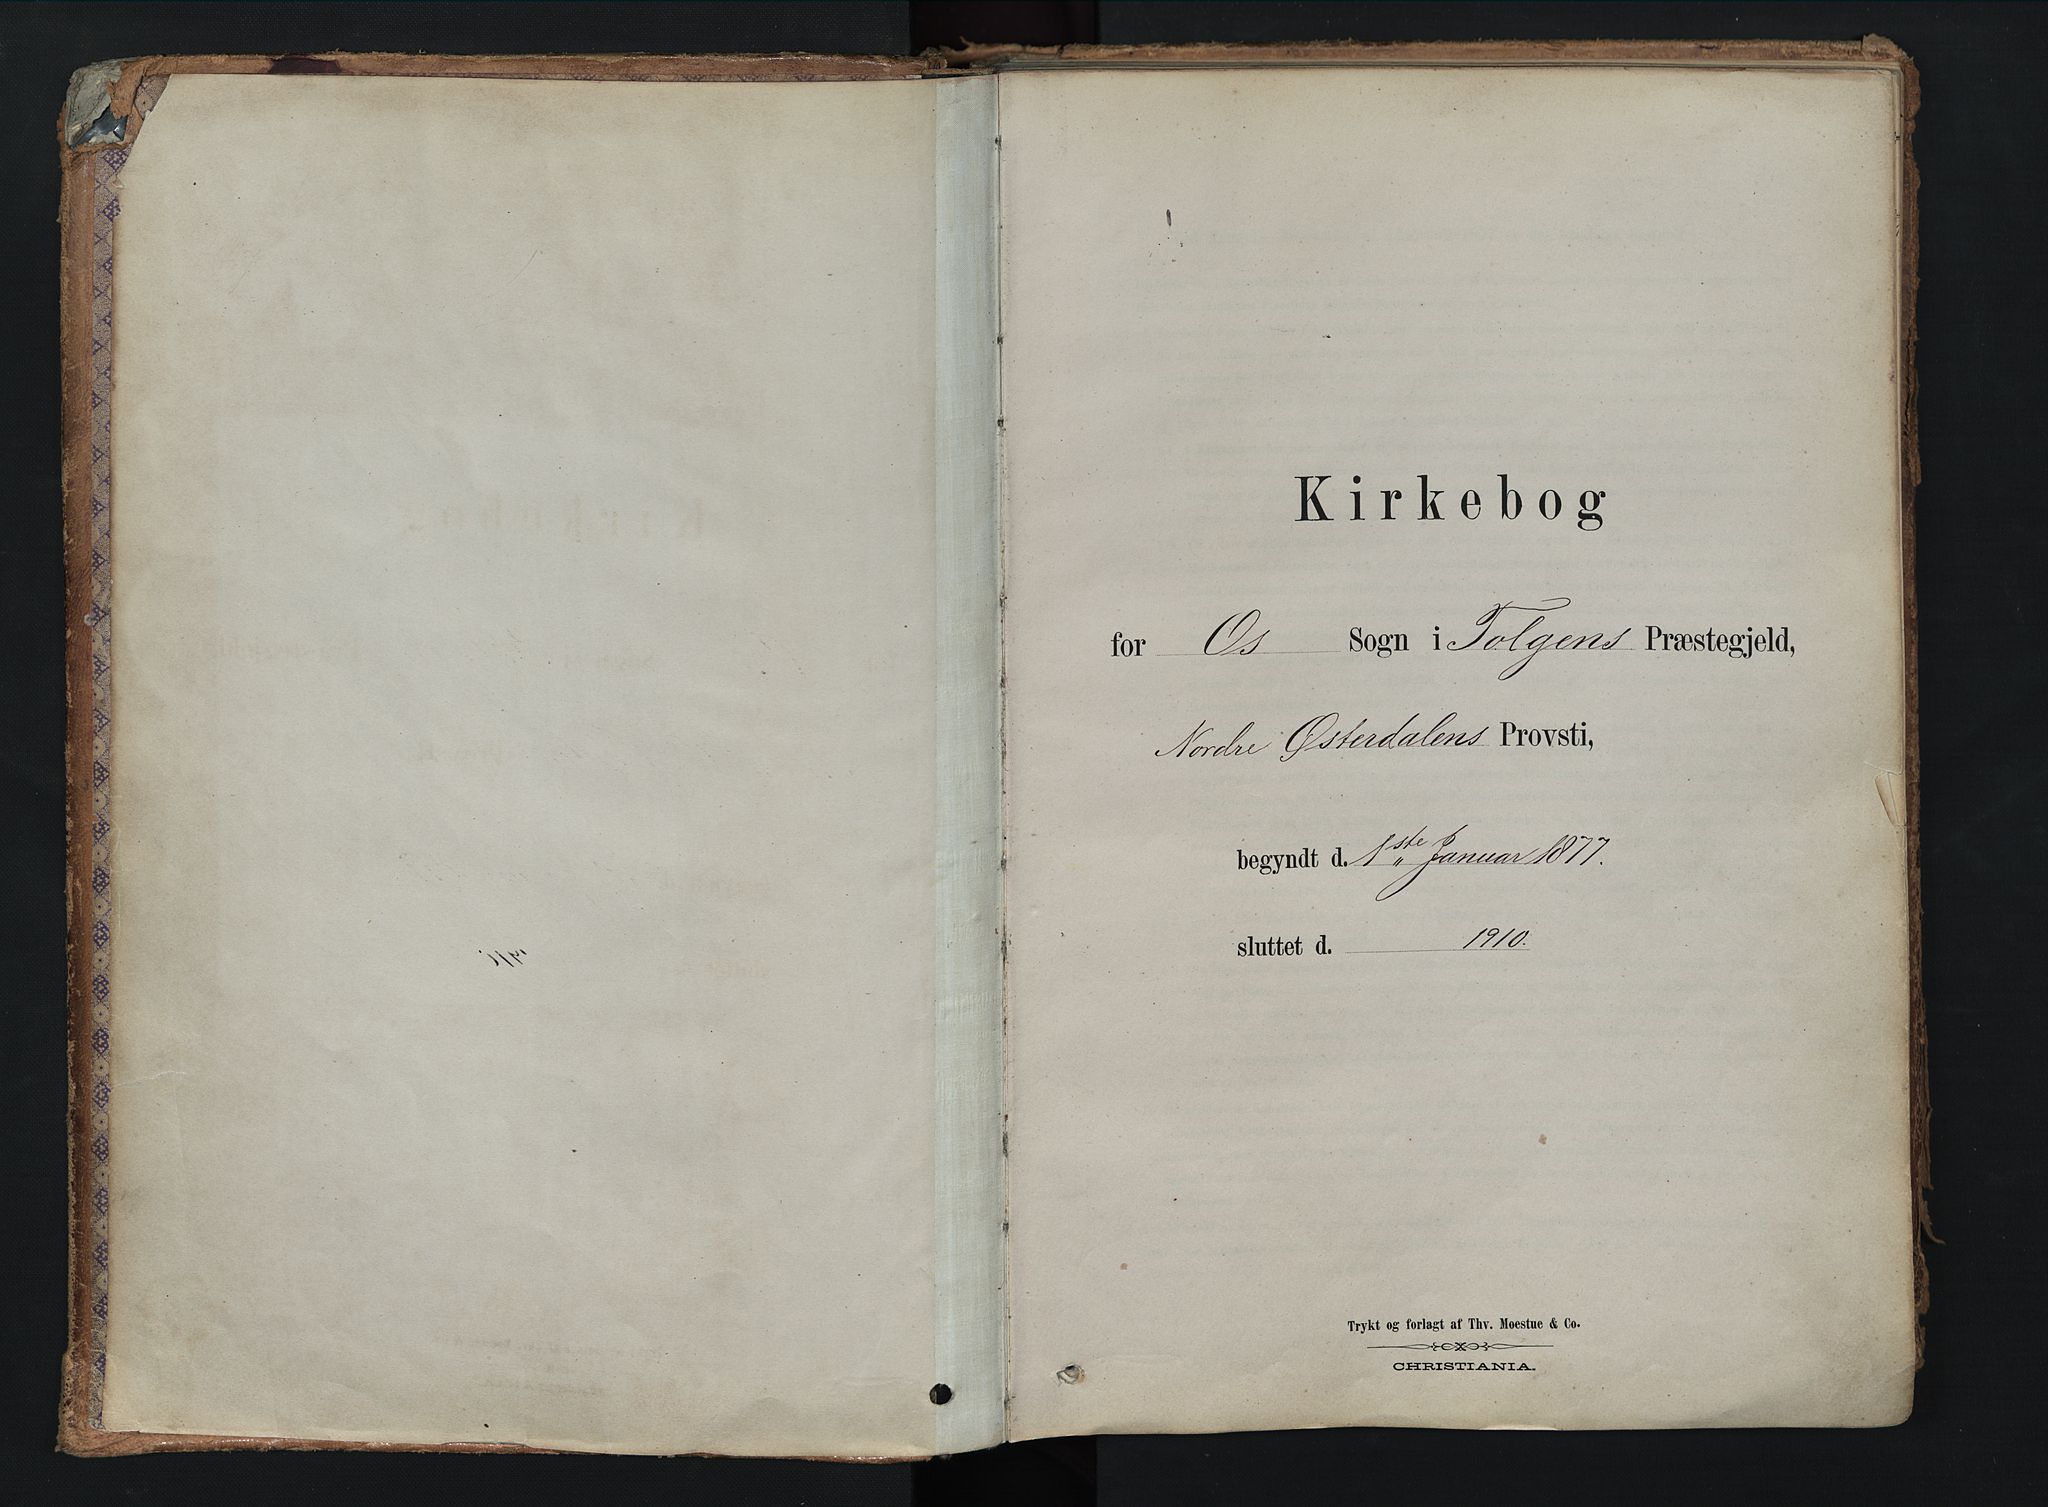 Kirkebog
for Os Sogn i Tolgens Præstegjeld,
Nordre Østerdalens Provsti,
begyndt d. 1ste Januar 1877.
sluttet d. 1910.
Trykt og forlagt af Thv. Moestue & Co.
CHRISTIANIA.